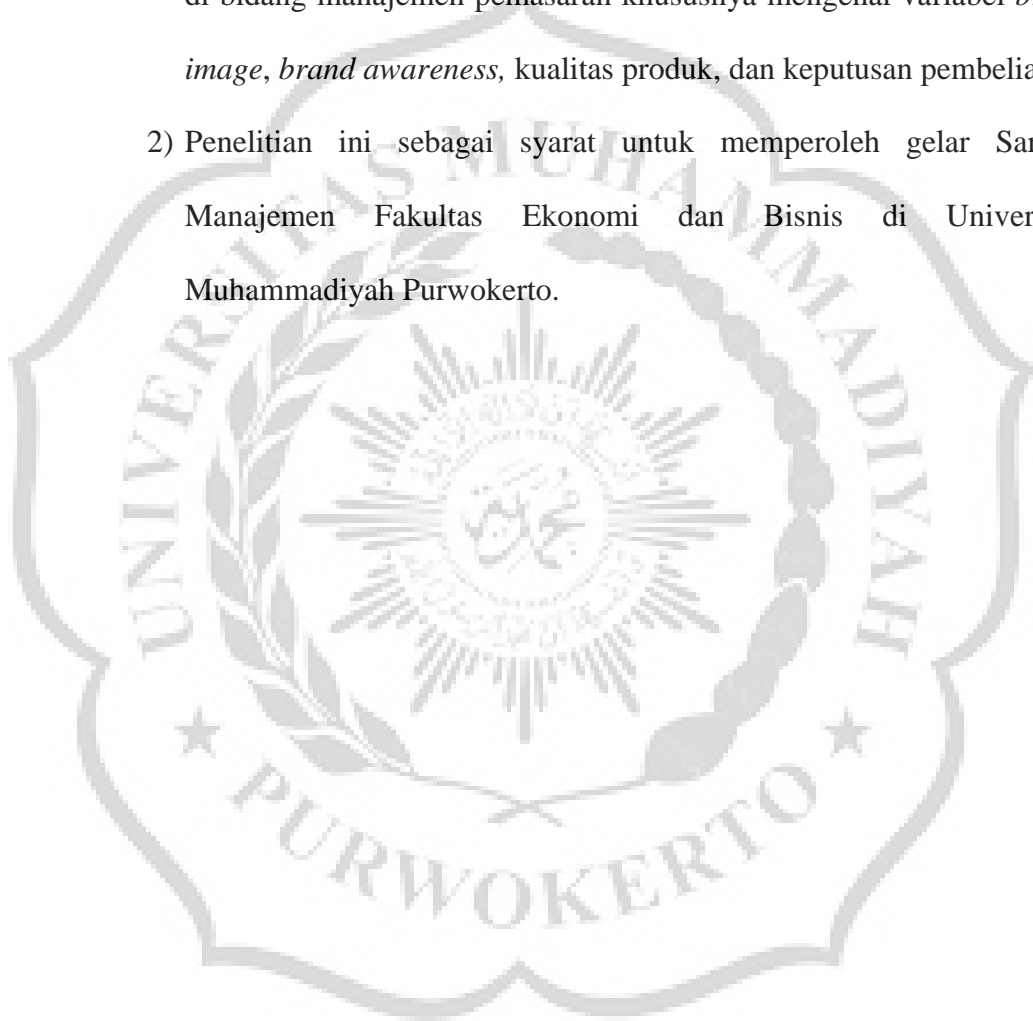 di bidang manajemen pemasaran khususnya mengenai variabel
image, brand awareness, kualitas produk, dan keputusan
2) Penelitian ini sebagai syarat untuk memperoleh gelar
Manajemen Fakultas Ekonomi dan Bisnis di
Muhammadiyah Purwokerto.
UNIVERSITAS MUHAMMADIYAH
★ PURWOKERTO ★